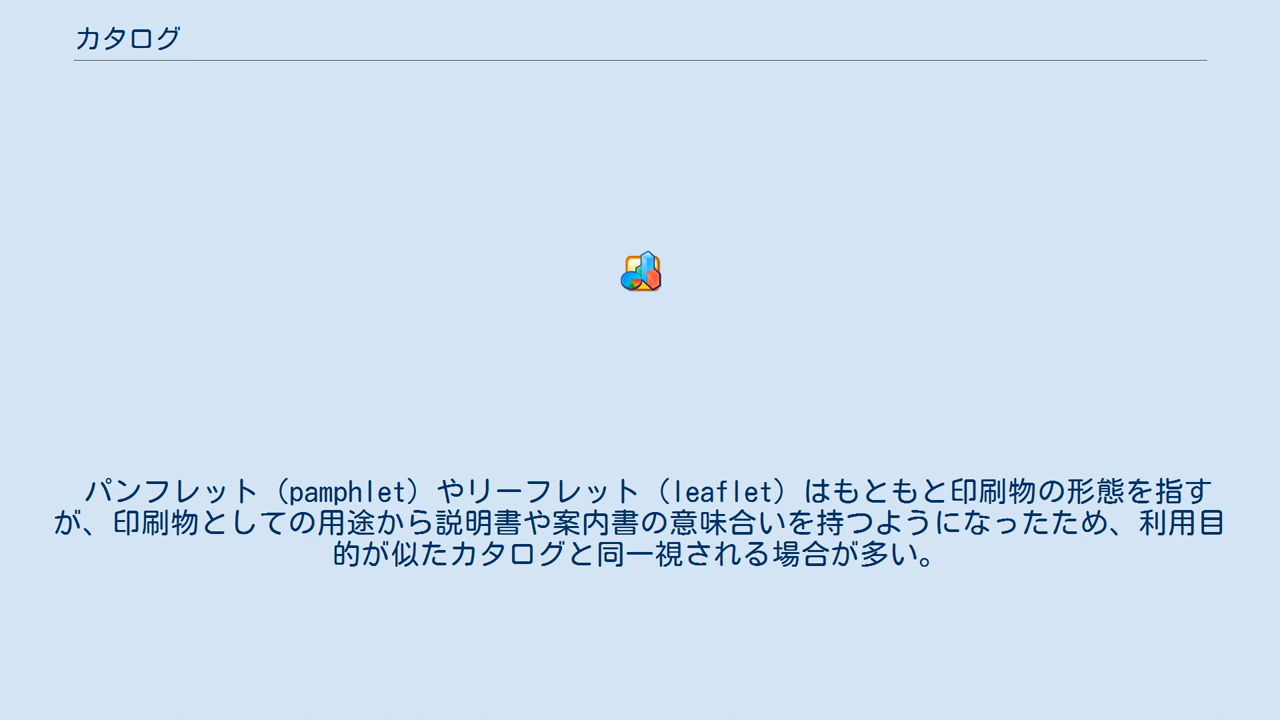 カタログ
パンフレット（pamphlet）やリーフレット（leaflet）はもともと印刷物の形態を指す
が、印刷物としての用途から説明書や案内書の意味合いを持つようになったため、利用目
的が似たカタログと同一視される場合が多い。